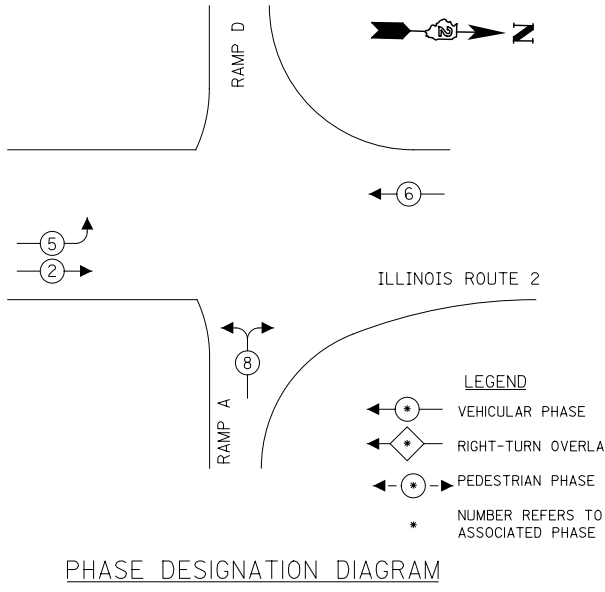 RAMP D
2
N
6
5
2
ILLINOIS ROUTE 2
8
RAMP A
LEGEND
* VEHICULAR PHASE
* RIGHT-TURN OVERLA
* PEDESTRIAN PHASE
* NUMBER REFERS TO
ASSOCIATED PHASE
PHASE DESIGNATION DIAGRAM